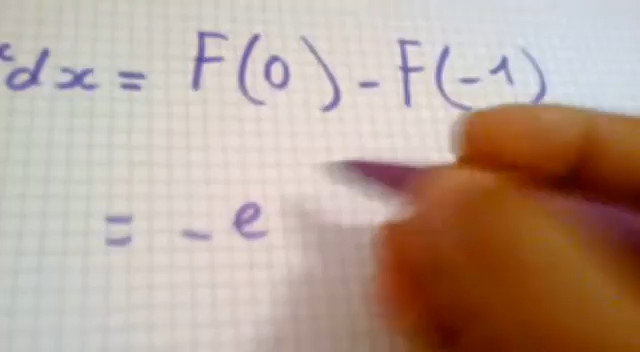 dx = F(0) - F(-1)
= - e